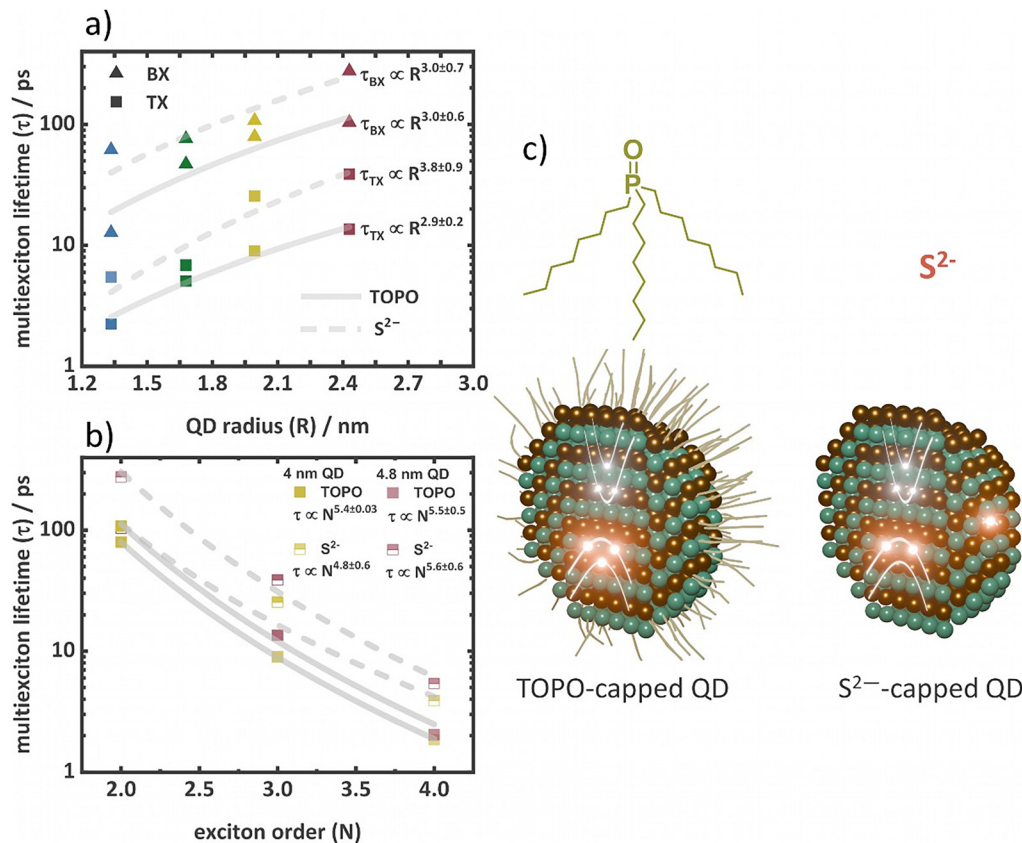 a)
multiexciton lifetime (τ) / ps
100
10
1
▲ BX
■ TX
τBX ∝ R3.0±0.7
τBX ∝ R3.0±0.6
τTX ∝ R3.8±0.9
τTX ∝ R2.9±0.2
TOPO
S2−
1.2 1.5 1.8 2.1 2.4 2.7 3.0
QD radius (R) / nm
b)
multiexciton lifetime (τ) / ps
100
10
1
4 nm QD 4.8 nm QD
TOPO TOPO
τ ∝ N5.4±0.03 τ ∝ N5.5±0.5
S2- S2-
τ ∝ N4.8±0.6 τ ∝ N5.6±0.6
2.0 2.5 3.0 3.5 4.0
exciton order (N)
c)
O
P
S2-
TOPO-capped QD
S2—-capped QD